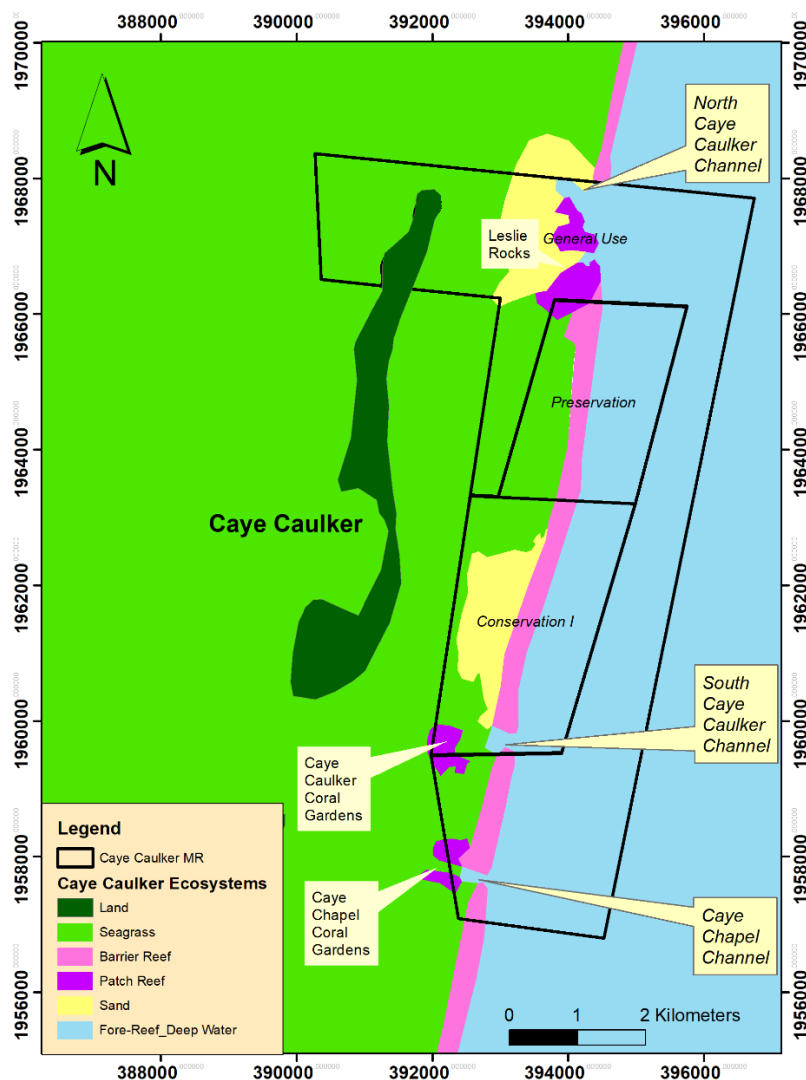 388000
390000
392000
394000
396000
1970000
1970000
North
Caye
Caulker
Channel
N
1968000
1968000
Leslie
Rocks
General Use
1966000
1966000
Preservation
1964000
1964000
Caye Caulker
1962000
1962000
Conservation I
South
Caye
Caulker
Channel
1960000
1960000
Caye
Caulker
Coral
Gardens
Legend
Caye Caulker MR
Caye Caulker Ecosystems
Land
Seagrass
Barrier Reef
Patch Reef
Sand
Fore-Reef_Deep Water
1958000
1958000
Caye
Chapel
Coral
Gardens
Caye
Chapel
Channel
1956000
1956000
0 1 2 Kilometers
388000
390000
392000
394000
396000